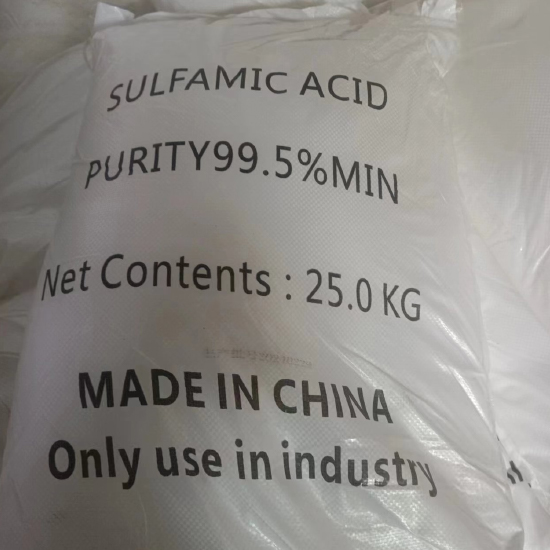 SULFAMIC ACID
PURITY99.5%MIN
Net Contents : 25.0 KG
MADE IN CHINA
Only use in industry